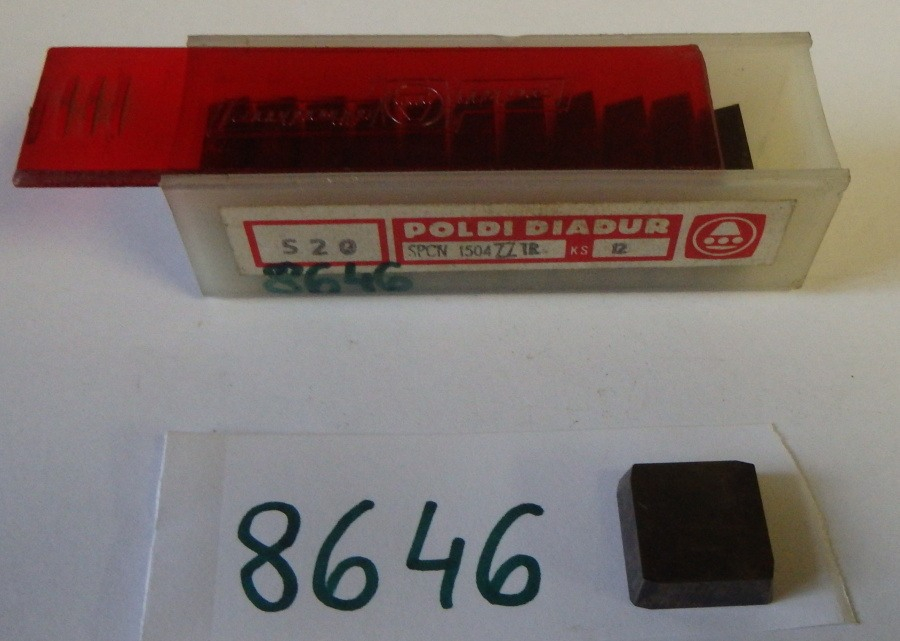 S20
POLDI DIADUR
SPCN 1504ZZTR KS 12
8646
8646